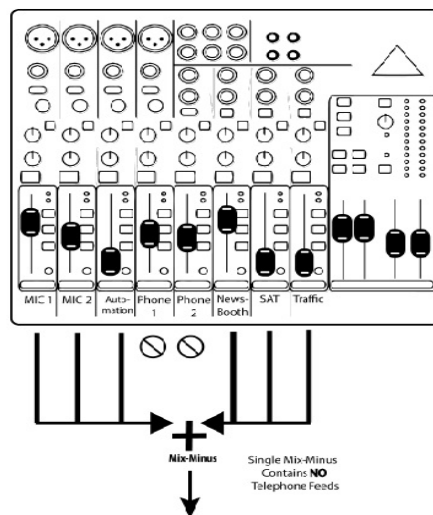 MIC 1
MIC 2
Auto-
mation
Phone
1
Phone
2
News-
Booth
SAT
Traffic
Mix-Minus
Single Mix-Minus
Contains NO
Telephone Feeds